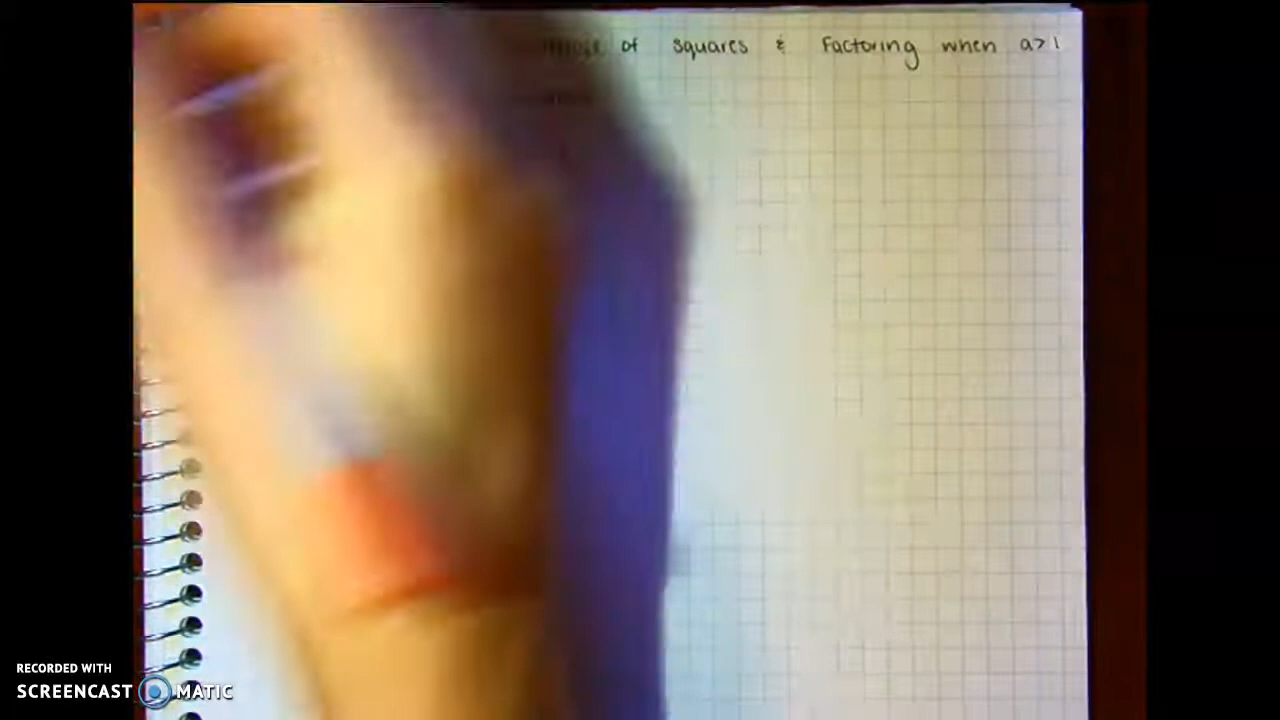 of squares & Factoring when a>1
RECORDED WITH
SCREENCAST MATIC